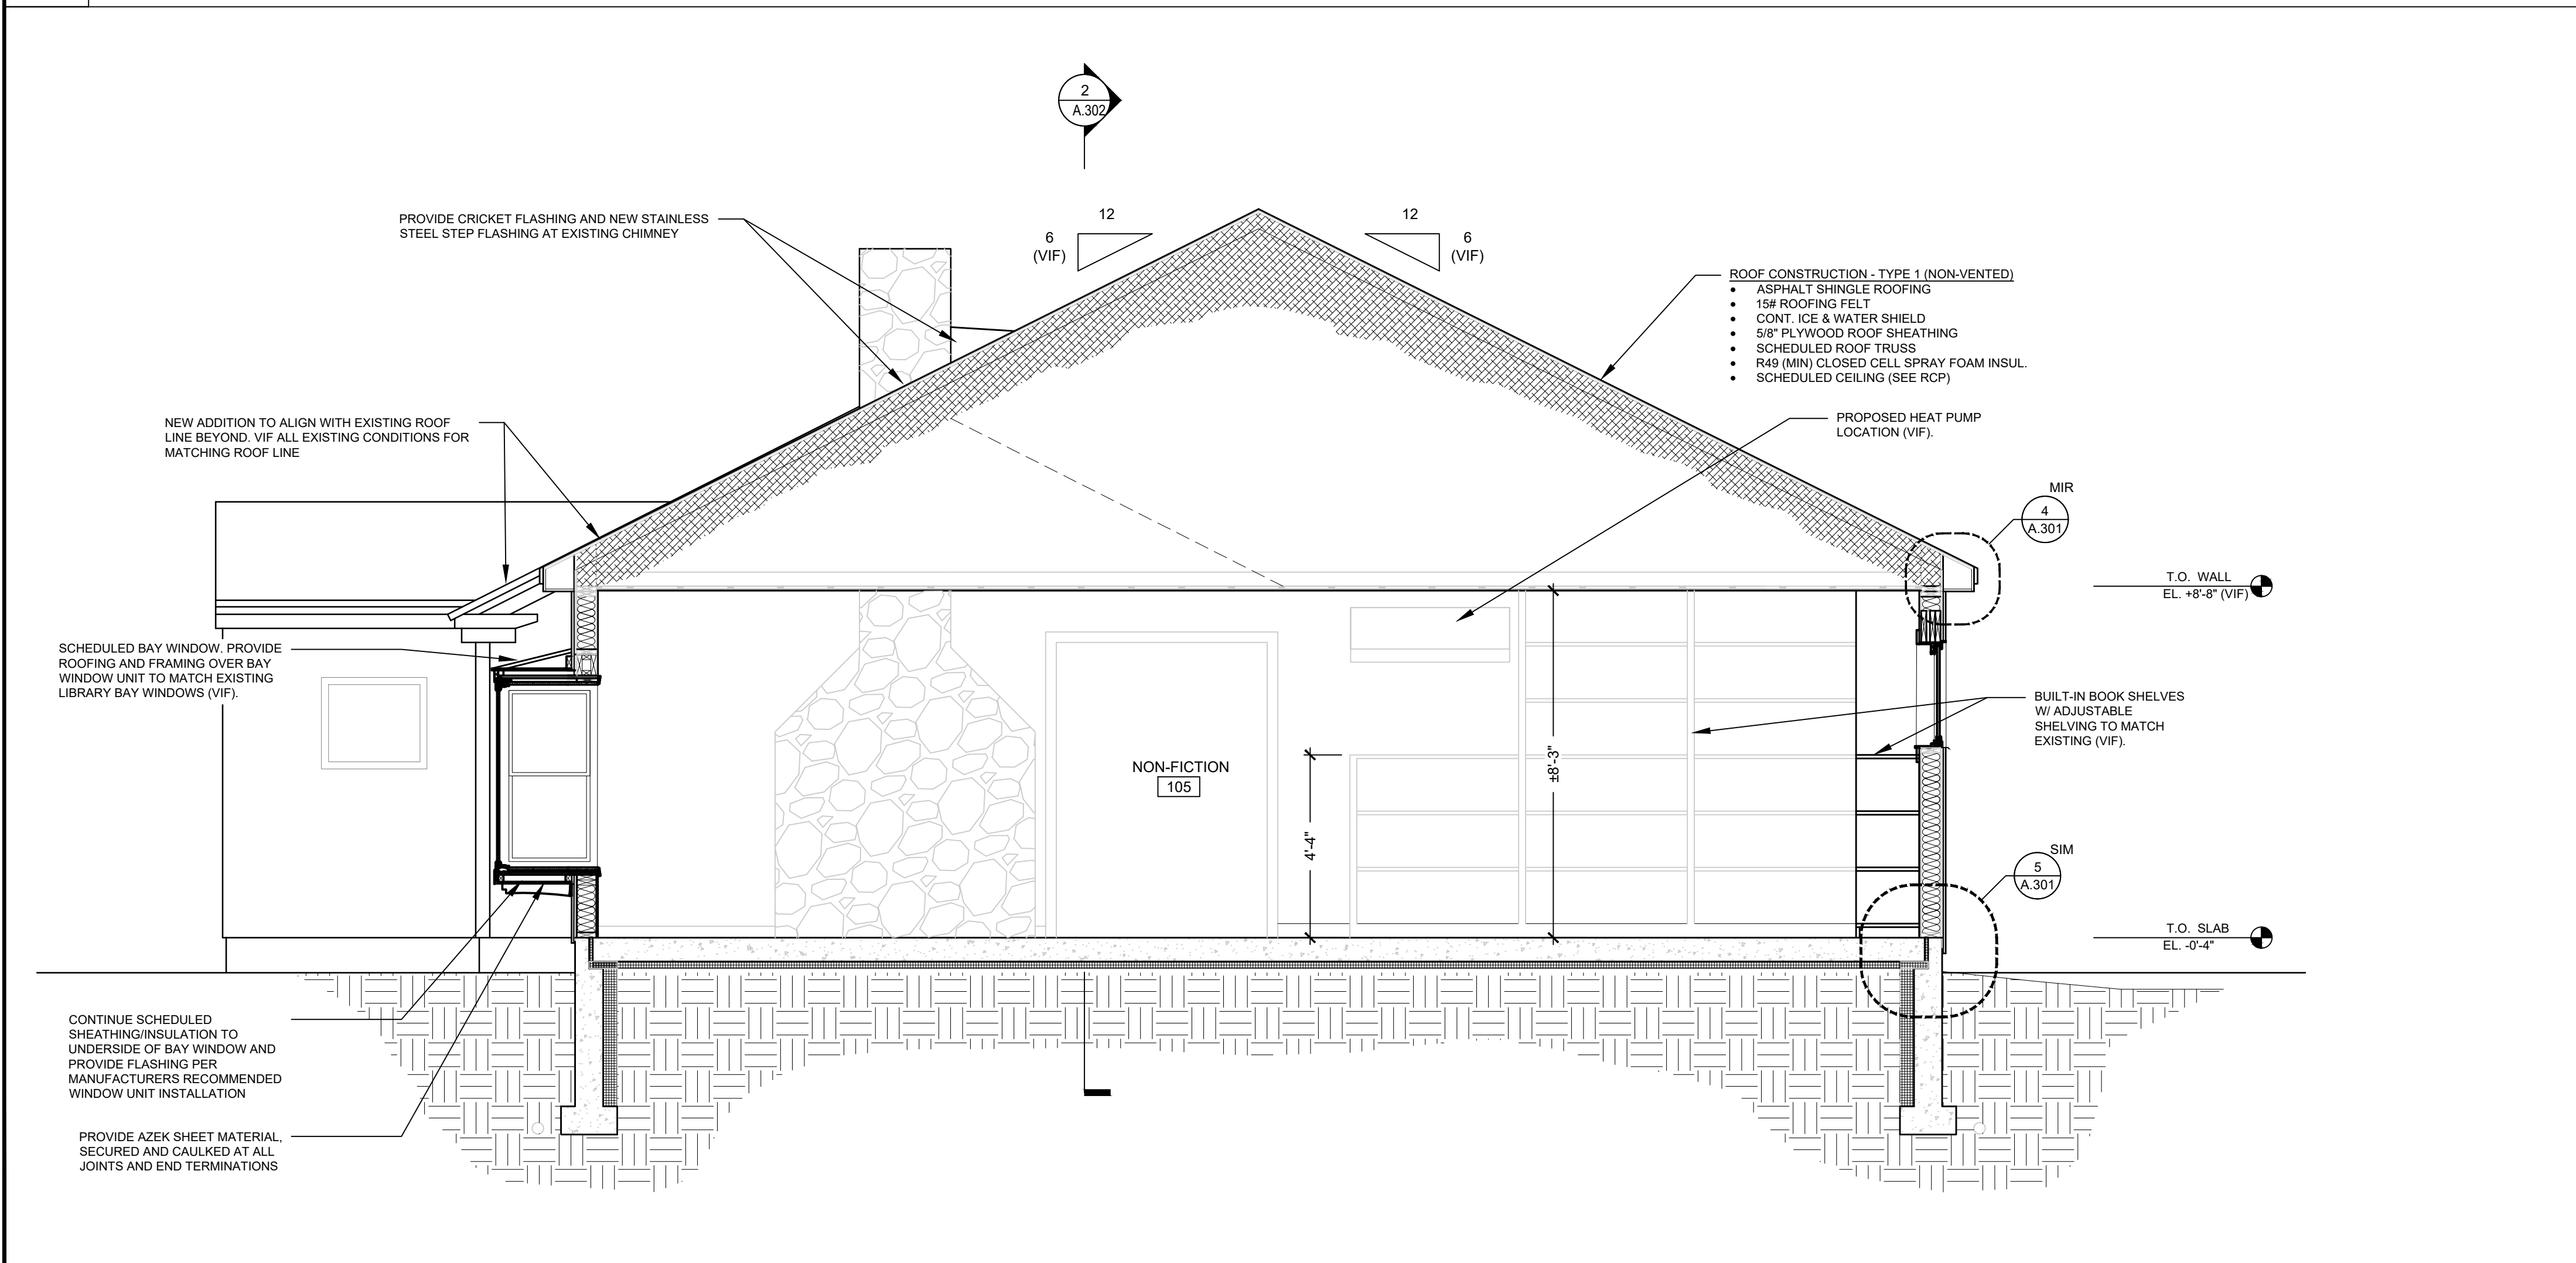 2
A.302
PROVIDE CRICKET FLASHING AND NEW STAINLESS
STEEL STEP FLASHING AT EXISTING CHIMNEY
12
6
(VIF)
12
6
(VIF)
ROOF CONSTRUCTION - TYPE 1 (NON-VENTED)
• ASPHALT SHINGLE ROOFING
• 15# ROOFING FELT
• CONT. ICE & WATER SHIELD
• 5/8" PLYWOOD ROOF SHEATHING
• SCHEDULED ROOF TRUSS
• R49 (MIN) CLOSED CELL SPRAY FOAM INSUL.
• SCHEDULED CEILING (SEE RCP)
NEW ADDITION TO ALIGN WITH EXISTING ROOF
LINE BEYOND. VIF ALL EXISTING CONDITIONS FOR
MATCHING ROOF LINE
PROPOSED HEAT PUMP
LOCATION (VIF).
MIR
4
A.301
T.O. WALL
EL. +8'-8" (VIF)
SCHEDULED BAY WINDOW. PROVIDE
ROOFING AND FRAMING OVER BAY
WINDOW UNIT TO MATCH EXISTING
LIBRARY BAY WINDOWS (VIF).
BUILT-IN BOOK SHELVES
W/ ADJUSTABLE
SHELVING TO MATCH
EXISTING (VIF).
NON-FICTION
105
4'-4"
±8'-3"
SIM
5
A.301
T.O. SLAB
EL. -0'-4"
CONTINUE SCHEDULED
SHEATHING/INSULATION TO
UNDERSIDE OF BAY WINDOW AND
PROVIDE FLASHING PER
MANUFACTURERS RECOMMENDED
WINDOW UNIT INSTALLATION
PROVIDE AZEK SHEET MATERIAL,
SECURED AND CAULKED AT ALL
JOINTS AND END TERMINATIONS